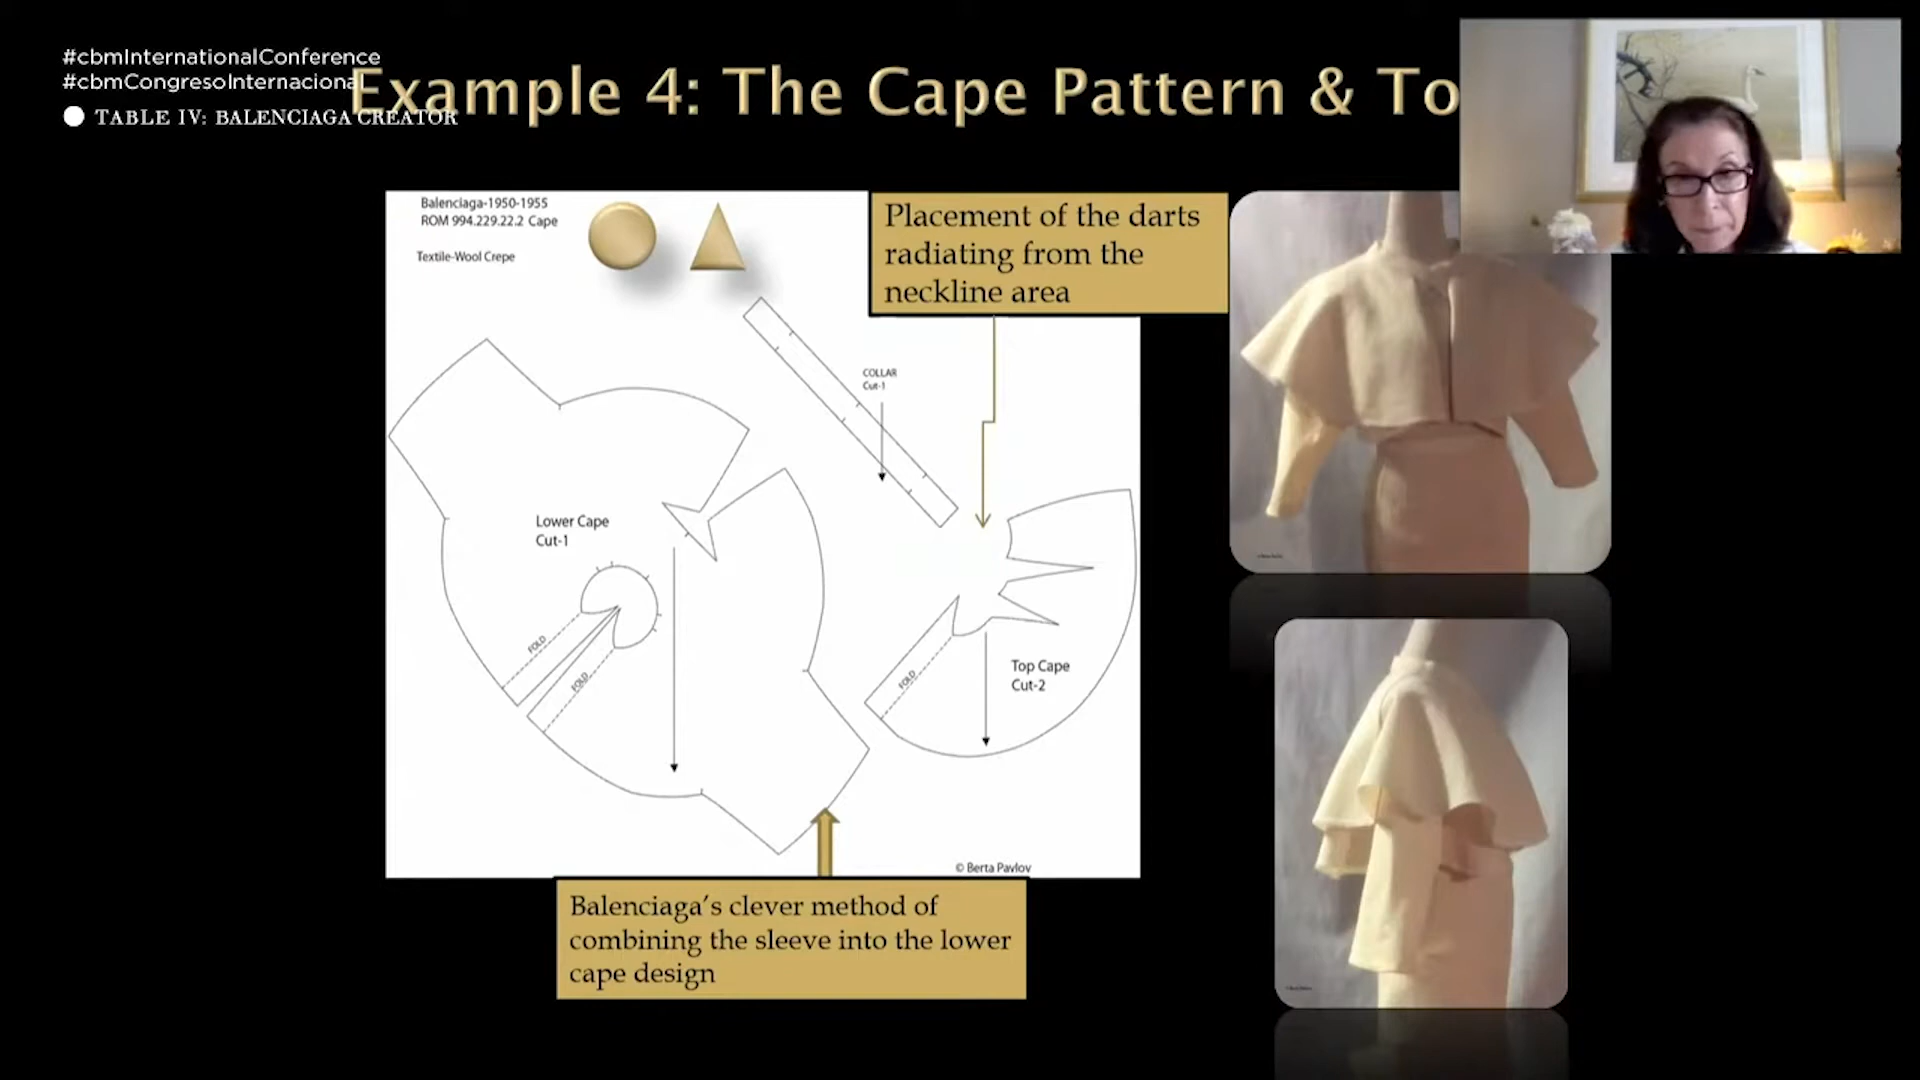 #cbmInternationalConference
#cbmCongresoInternacional
TABLE IV: BALENCIAGA CREATOR
Example 4: The Cape Pattern & To
Balenciaga-1950-1955
ROM 994.229.22.2 Cape
Textile-Wool Crepe
Placement of the darts
radiating from the
neckline area
COLLAR
Cut-1
Lower Cape
Cut-1
FOLD
FOLD
FOLD
Top Cape
Cut-2
© Berta Pavlov
Balenciaga's clever method of
combining the sleeve into the lower
cape design